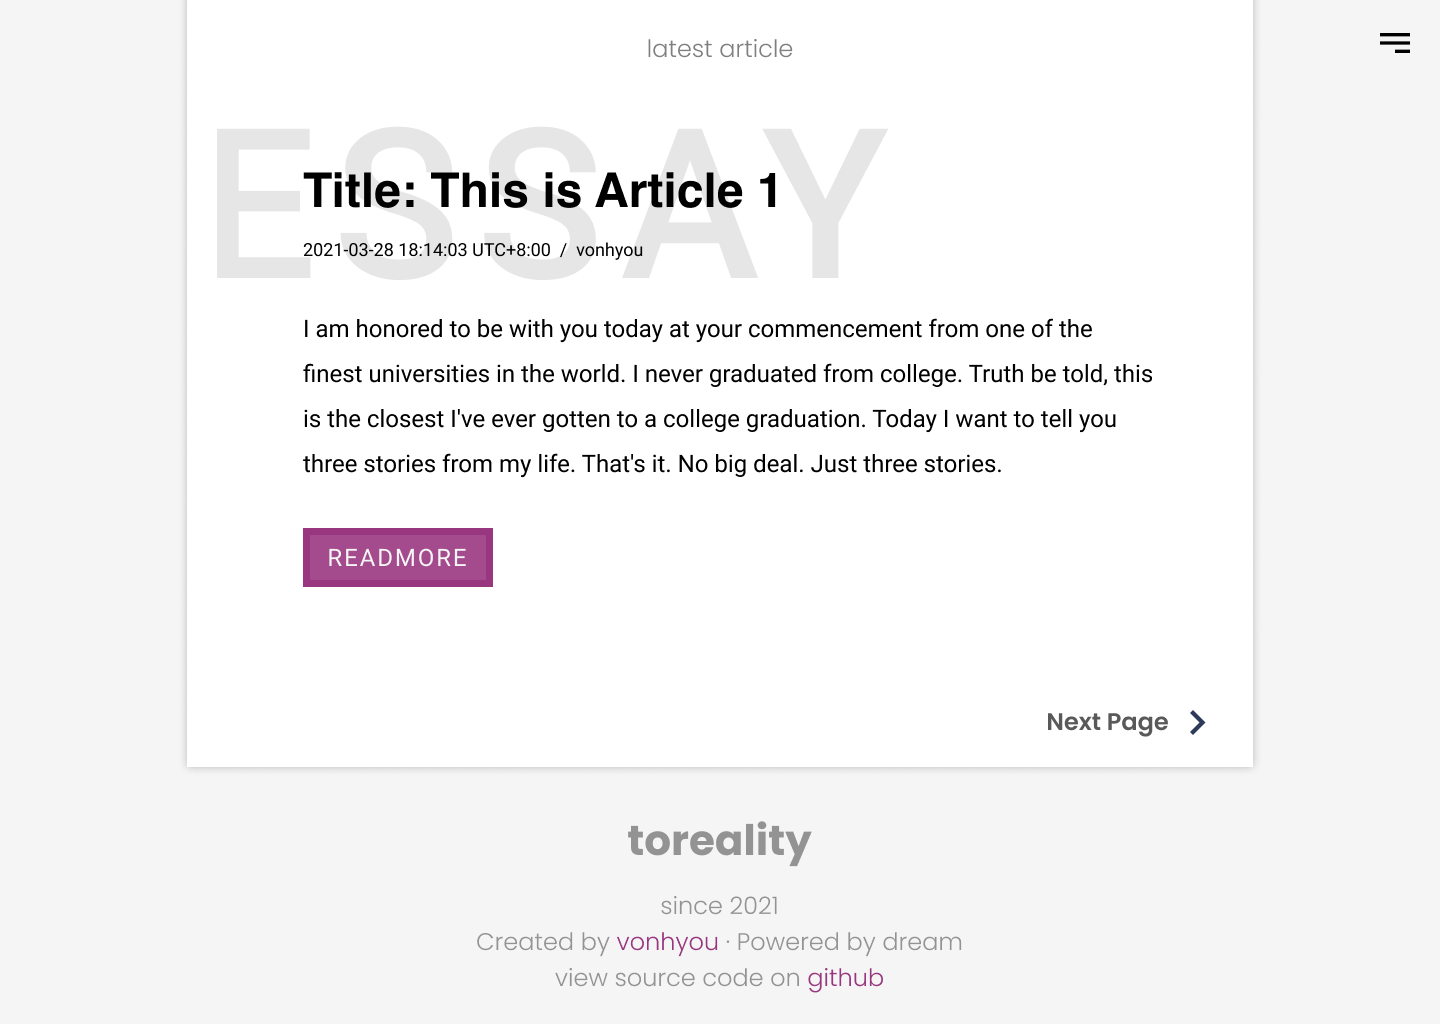 latest article
ESSAY
Title: This is Article 1
2021-03-28 18:14:03 UTC+8:00 / vonhyou
I am honored to be with you today at your commencement from one of the
finest universities in the world. I never graduated from college. Truth be told, this
is the closest I've ever gotten to a college graduation. Today I want to tell you
three stories from my life. That's it. No big deal. Just three stories.
READMORE
Next Page
toreality
since 2021
Created by vonhyou · Powered by dream
view source code on github